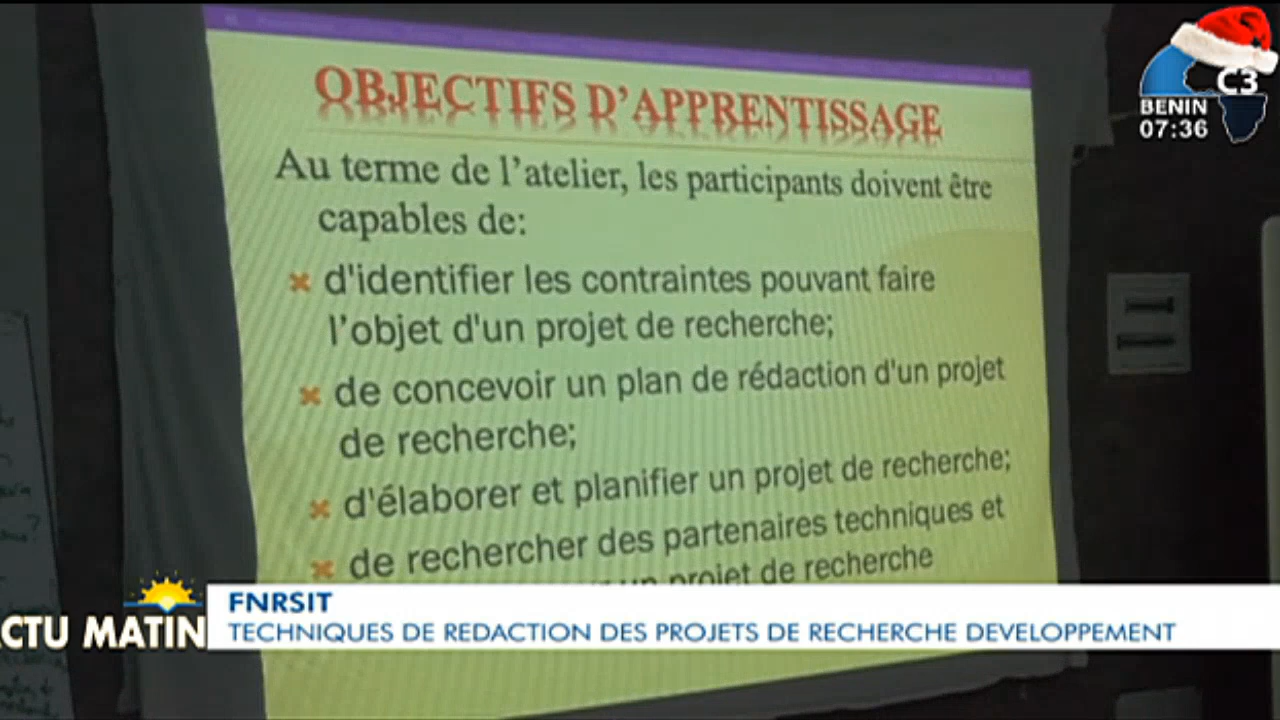 OBJECTIFS D'APPRENTISSAGE
Au terme de l'atelier, les participants doivent être
capables de:
d'identifier les contraintes pouvant faire
l'objet d'un projet de recherche;
de concevoir un plan de rédaction d'un projet
de recherche;
d'élaborer et planifier un projet de recherche;
de rechercher des partenaires techniques et
projet de recherche
C3
BENIN
07:36
FNRSIT
CTU MATIN
TECHNIQUES DE REDACTION DES PROJETS DE RECHERCHE DEVELOPPEMENT